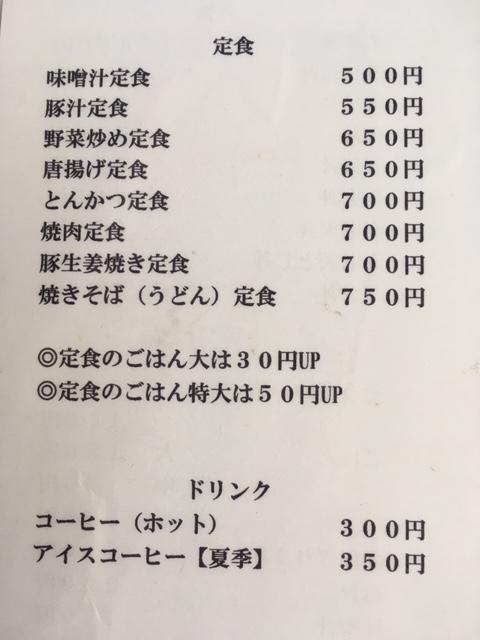 定食
味噌汁定食 500円
豚汁定食 550円
野菜炒め定食 650円
唐揚げ定食 650円
とんかつ定食 700円
焼肉定食 700円
豚生姜焼き定食 700円
焼きそば（うどん）定食 750円
◎定食のごはん大は30円UP
◎定食のごはん特大は50円UP
ドリンク
コーヒー（ホット） 300円
アイスコーヒー【夏季】 350円